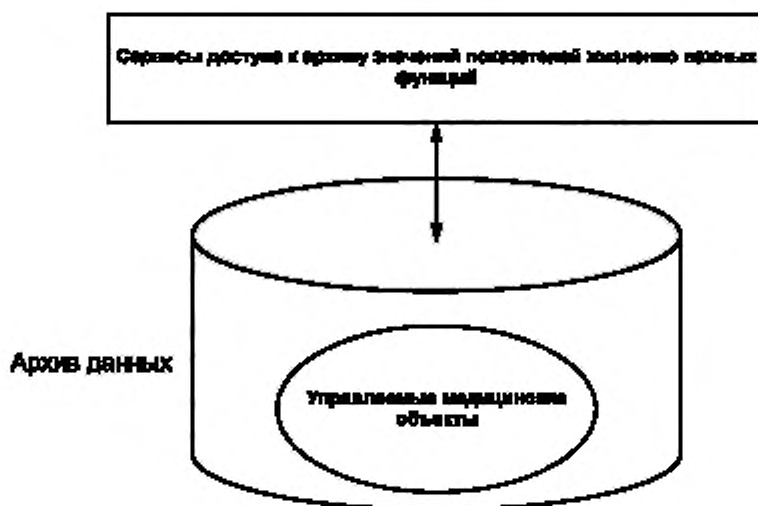 Сервисы доступа к архиву значений показателей жизненно важных
функций
Архив данных
Управляемые медицинские
объекты